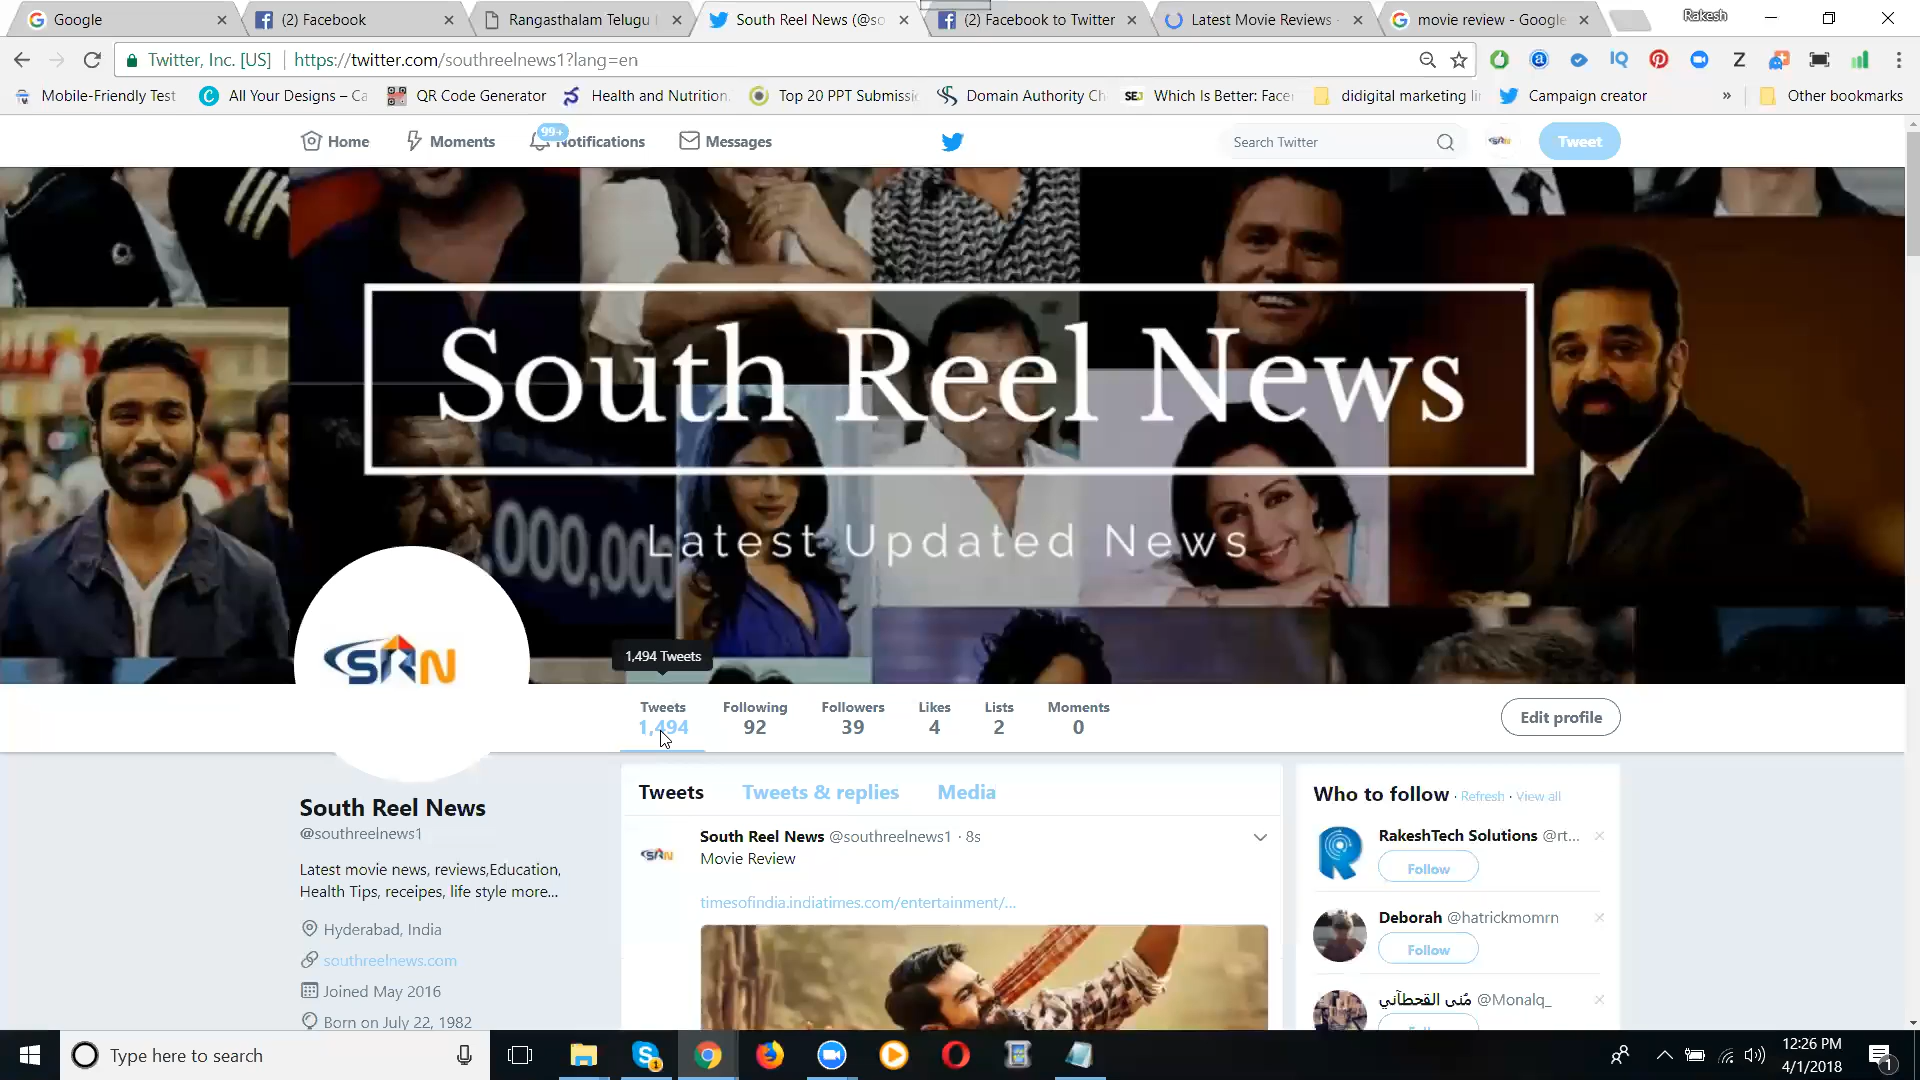 Google
(2) Facebook
Rangasthalam Telugu
South Reel News (@so
(2) Facebook to Twitter
Latest Movie Reviews -
movie review - Google
Rakesh
Twitter, Inc. [US]
https://twitter.com/southreelnews1?lang=en
Mobile-Friendly Test
All Your Designs – Ca
QR Code Generator
Health and Nutrition
Top 20 PPT Submissi
Domain Authority Ch
SEJ
Which Is Better: Face
didigital marketing li
Campaign creator
»
Other bookmarks
Home
Moments
99+
Notifications
Messages
Search Twitter
SRN
Tweet
South Reel News
,000,000
Latest Updated News
SRN
1,494 Tweets
Tweets
1,494
Following
92
Followers
39
Likes
4
Lists
2
Moments
0
Edit profile
South Reel News
@southreelnews1
Latest movie news, reviews,Education,
Health Tips, receipes, life style more...
Hyderabad, India
southreelnews.com
Joined May 2016
Born on July 22, 1982
Tweets
Tweets & replies
Media
SRN
South Reel News @southreelnews1 · 8s
Movie Review
timesofindia.indiatimes.com/entertainment/...
Who to follow · Refresh · View all
RakeshTech Solutions @rt...
Follow
Deborah @hatrickmomrn
Follow
مُنى القحطآني @Monalq_
Type here to search
12:26 PM
4/1/2018
1